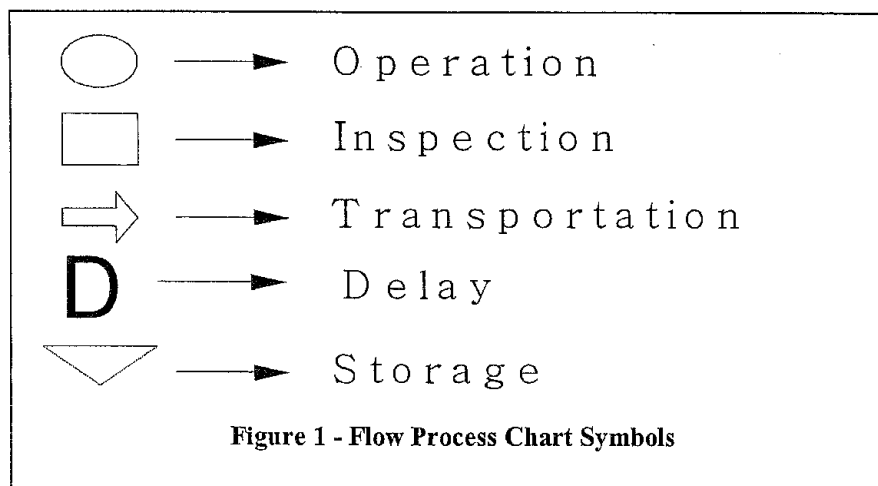 Operation
Inspection
Transportation
D Delay
Storage
Figure 1 - Flow Process Chart Symbols